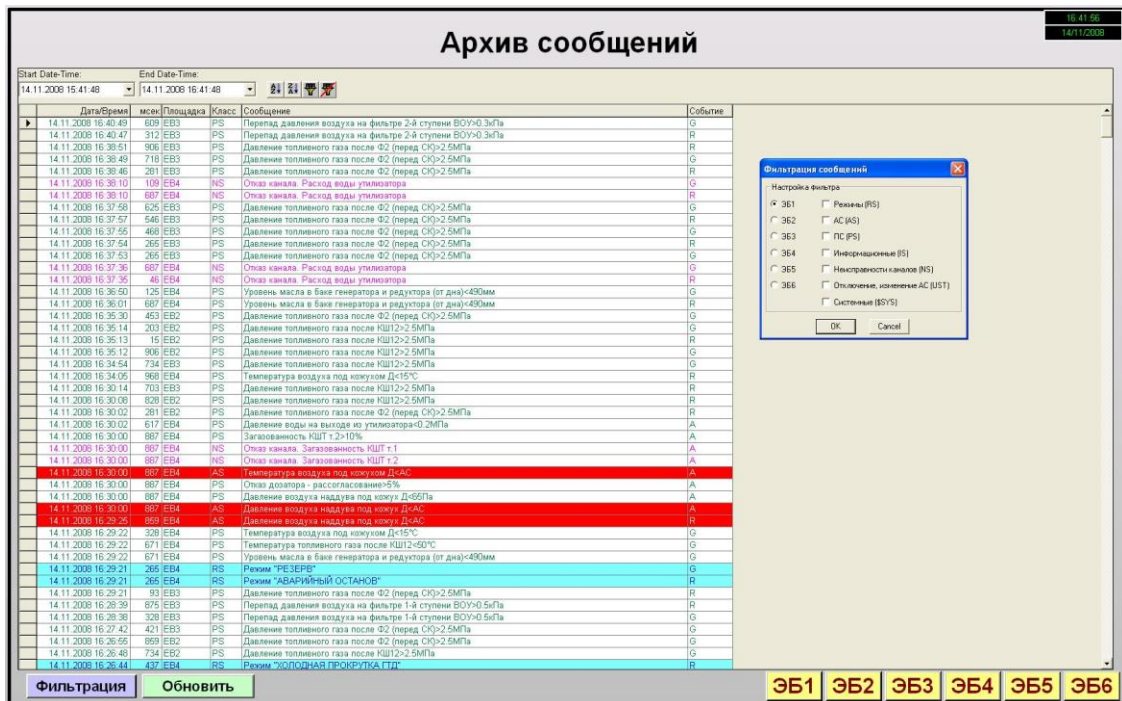 16:41:56
14/11/2008
Архив сообщений
Start Date-Time: End Date-Time:
14.11.2008 15:41:48 14.11.2008 16:41:48
Дата/Время мсек Площадка Класс Сообщение Событие
14.11.2008 16:40:49 609 EB3 PS Перепад давления воздуха на фильтре 2-й ступени ВОУ>0.3кПа G
14.11.2008 16:40:47 312 EB3 PS Перепад давления воздуха на фильтре 2-й ступени ВОУ>0.3кПа R
14.11.2008 16:38:51 906 EB3 PS Давление топливного газа после Ф2 (перед СК)>2.5МПа R
14.11.2008 16:38:49 718 EB3 PS Давление топливного газа после Ф2 (перед СК)>2.5МПа G
14.11.2008 16:38:46 281 EB3 PS Давление топливного газа после Ф2 (перед СК)>2.5МПа R
14.11.2008 16:38:10 109 EB4 NS Отказ канала. Расход воды утилизатора G
14.11.2008 16:38:10 687 EB4 NS Отказ канала. Расход воды утилизатора R
14.11.2008 16:37:58 625 EB3 PS Давление топливного газа после Ф2 (перед СК)>2.5МПа G
14.11.2008 16:37:57 546 EB3 PS Давление топливного газа после Ф2 (перед СК)>2.5МПа R
14.11.2008 16:37:55 468 EB3 PS Давление топливного газа после Ф2 (перед СК)>2.5МПа G
14.11.2008 16:37:54 265 EB3 PS Давление топливного газа после Ф2 (перед СК)>2.5МПа R
14.11.2008 16:37:53 265 EB3 PS Давление топливного газа после Ф2 (перед СК)>2.5МПа G
14.11.2008 16:37:36 687 EB4 NS Отказ канала. Расход воды утилизатора G
14.11.2008 16:37:35 46 EB4 NS Отказ канала. Расход воды утилизатора R
14.11.2008 16:36:50 125 EB4 PS Уровень масла в баке генератора и редуктора (от дна)<490мм G
14.11.2008 16:36:01 687 EB4 PS Уровень масла в баке генератора и редуктора (от дна)<490мм R
14.11.2008 16:35:30 453 EB2 PS Давление топливного газа после Ф2 (перед СК)>2.5МПа G
14.11.2008 16:35:14 203 EB2 PS Давление топливного газа после КШ12>2.5МПа G
14.11.2008 16:35:13 15 EB2 PS Давление топливного газа после КШ12>2.5МПа R
14.11.2008 16:35:12 906 EB2 PS Давление топливного газа после КШ12>2.5МПа G
14.11.2008 16:34:54 734 EB3 PS Давление топливного газа после КШ12>2.5МПа G
14.11.2008 16:34:05 968 EB4 PS Температура воздуха под кожухом Д<15°C R
14.11.2008 16:30:14 703 EB3 PS Давление топливного газа после КШ12>2.5МПа R
14.11.2008 16:30:08 828 EB2 PS Давление топливного газа после КШ12>2.5МПа R
14.11.2008 16:30:02 281 EB2 PS Давление топливного газа после Ф2 (перед СК)>2.5МПа R
14.11.2008 16:30:02 617 EB4 PS Давление воды на выходе из утилизатора<0.2МПа A
14.11.2008 16:30:00 887 EB4 PS Загазованность КШТ т.2>10% A
14.11.2008 16:30:00 887 EB4 NS Отказ канала. Загазованность КШТ т.1 A
14.11.2008 16:30:00 887 EB4 NS Отказ канала. Загазованность КШТ т.2 A
14.11.2008 16:30:00 887 EB4 AS Температура воздуха под кожухом Д<АС A
14.11.2008 16:30:00 887 EB4 PS Отказ дозатора - рассогласование>5% A
14.11.2008 16:30:00 887 EB4 PS Давление воздуха наддува под кожух Д<65Па A
14.11.2008 16:30:00 887 EB4 AS Давление воздуха наддува под кожух Д<АС A
14.11.2008 16:29:25 859 EB4 AS Давление воздуха наддува под кожух Д<АС R
14.11.2008 16:29:22 328 EB4 PS Температура воздуха под кожухом Д<15°C G
14.11.2008 16:29:22 671 EB4 PS Температура топливного газа после КШ12<50°C G
14.11.2008 16:29:22 671 EB4 PS Уровень масла в баке генератора и редуктора (от дна)<490мм G
14.11.2008 16:29:21 265 EB4 RS Режим "РЕЗЕРВ" G
14.11.2008 16:29:21 265 EB4 RS Режим "АВАРИЙНЫЙ ОСТАНОВ" R
14.11.2008 16:29:21 93 EB3 PS Давление топливного газа после Ф2 (перед СК)>2.5МПа R
14.11.2008 16:28:39 875 EB3 PS Перепад давления воздуха на фильтре 1-й ступени ВОУ>0.5кПа R
14.11.2008 16:28:38 328 EB3 PS Перепад давления воздуха на фильтре 1-й ступени ВОУ>0.5кПа G
14.11.2008 16:27:42 421 EB3 PS Давление топливного газа после Ф2 (перед СК)>2.5МПа G
14.11.2008 16:26:55 859 EB2 PS Давление топливного газа после Ф2 (перед СК)>2.5МПа G
14.11.2008 16:26:48 734 EB2 PS Давление топливного газа после КШ12>2.5МПа G
14.11.2008 16:26:44 437 EB4 RS Режим "ХОЛОДНАЯ ПРОКРУТКА ГТД" R
Фильтрация сообщений
Настройка фильтра
ЭБ1 Режимы (RS)
ЭБ2 АС (AS)
ЭБ3 ПС (PS)
ЭБ4 Информационные (IS)
ЭБ5 Неисправности каналов (NS)
ЭБ6 Отключение, изменение АС (UST)
Системные ($SYS)
OK Cancel
Фильтрация Обновить ЭБ1 ЭБ2 ЭБ3 ЭБ4 ЭБ5 ЭБ6